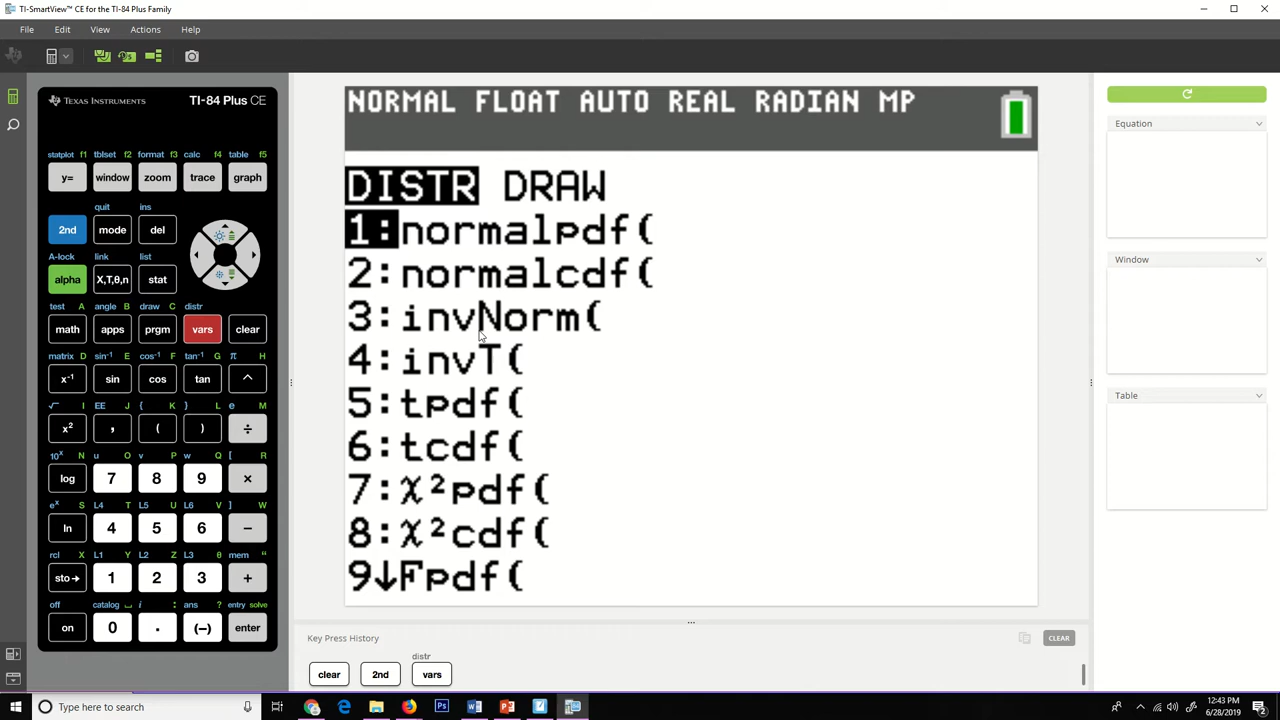 TI-SmartView™ CE for the TI-84 Plus Family
File Edit View Actions Help
TEXAS INSTRUMENTS TI-84 Plus CE
statplot f1 tblset f2 format f3 calc f4 table f5
y= window zoom trace graph
quit ins
2nd mode del
A-lock link list
alpha X,T,θ,n stat
test A angle B draw C distr
math apps prgm vars clear
matrix D sin⁻¹ E cos⁻¹ F tan⁻¹ G π H
x⁻¹ sin cos tan ^
√ I EE J { K } L e M
x² , ( ) ÷
10ˣ N u O v P w Q [ R
log 7 8 9 ×
eˣ S L4 T L5 U L6 V ] W
ln 4 5 6 −
rcl X L1 Y L2 Z L3 θ mem "
sto→ 1 2 3 +
off catalog ⎵ i : ans ? entry solve
on 0 . (−) enter
NORMAL FLOAT AUTO REAL RADIAN MP
DISTR DRAW
1:normalpdf(
2:normalcdf(
3:invNorm(
4:invT(
5:tpdf(
6:tcdf(
7:χ²pdf(
8:χ²cdf(
9↓Fpdf(
Key Press History CLEAR
distr
clear 2nd vars
Equation
Window
Table
Type here to search
Ps W P
12:43 PM
6/28/2019
2